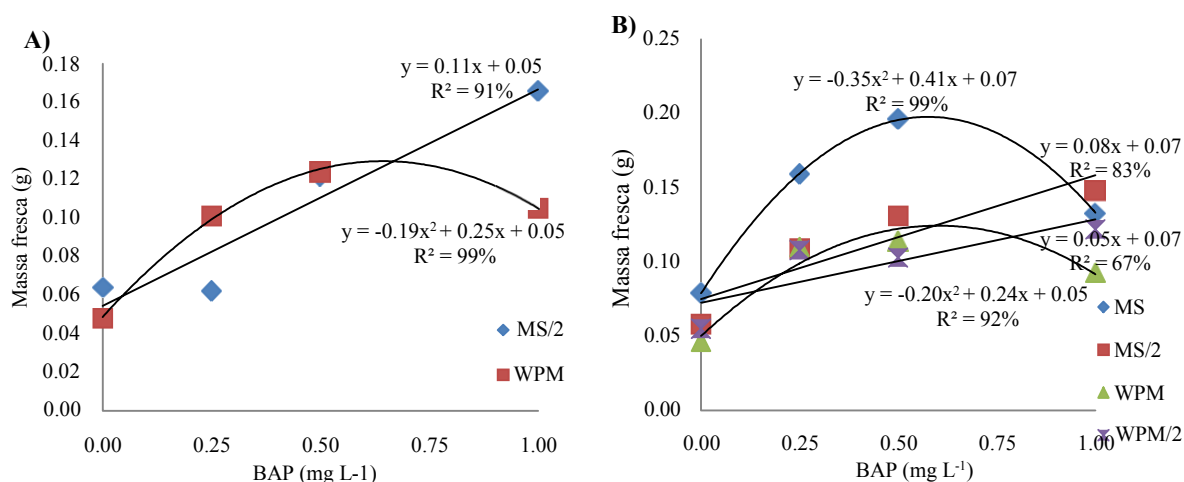 A)
0.18
0.16
0.14
0.12
0.10
0.08
0.06
0.04
0.02
0.00
Massa fresca (g)
y = 0.11x + 0.05
R² = 91%
y = -0.19x² + 0.25x + 0.05
R² = 99%
MS/2
WPM
0.00 0.25 0.50 0.75 1.00
BAP (mg L-1)
B)
0.25
0.20
0.15
0.10
0.05
0.00
Massa fresca (g)
y = -0.35x² + 0.41x + 0.07
R² = 99%
y = 0.08x + 0.07
R² = 83%
y = 0.05x + 0.07
R² = 67%
y = -0.20x² + 0.24x + 0.05
R² = 92%
MS
MS/2
WPM
WPM/2
0.00 0.25 0.50 0.75 1.00
BAP (mg L⁻¹)